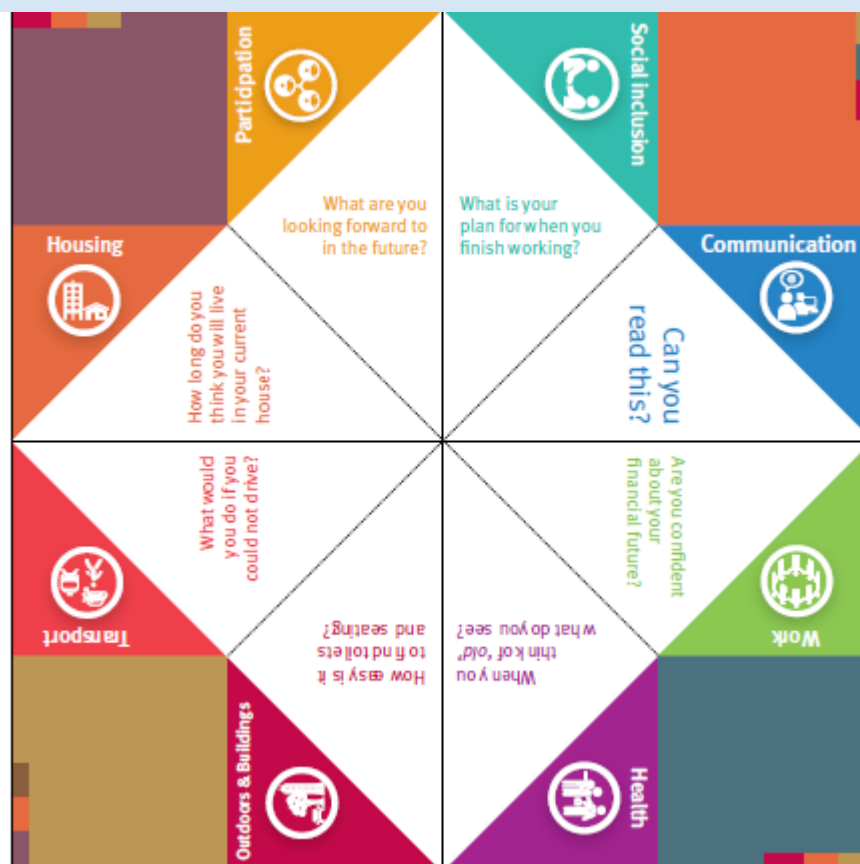 Participation
What are you
looking forward to
in the future?
Social inclusion
What is your
plan for when you
finish working?
Communication
Can you
read this?
Housing
How long do you
think you will live
in your current
house?
Transport
What would
you do if you
could not drive?
Outdoors & Buildings
How easy is it
to find toilets
and seating?
Health
When you
think of 'old'
what do you see?
Work
Are you confident
about your
financial future?